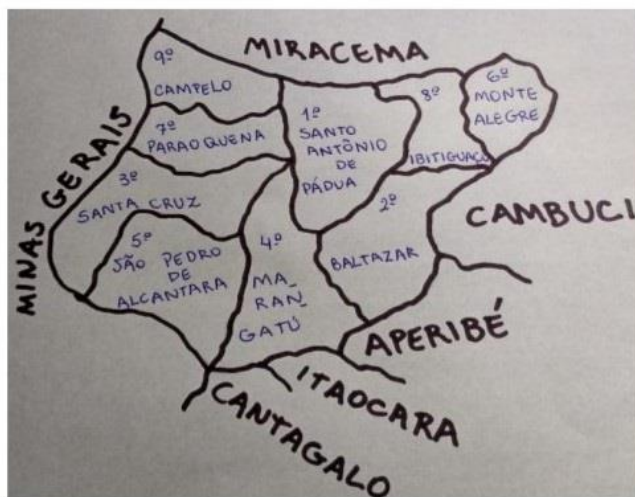 MIRACEMA
9º
CAMPELO
6º
MONTE
ALEGRE
8º
IBITIGUAÇU
1º
SANTO
ANTÔNIO
DE
PÁDUA
7º
PARAOQUENA
MINAS GERAIS
3º
SANTA CRUZ
2º
BALTAZAR
CAMBUCI
5º
SÃO PEDRO
DE
ALCANTARA
4º
MA_
RAN_
GATÚ
APERIBÉ
ITAOCARA
CANTAGALO